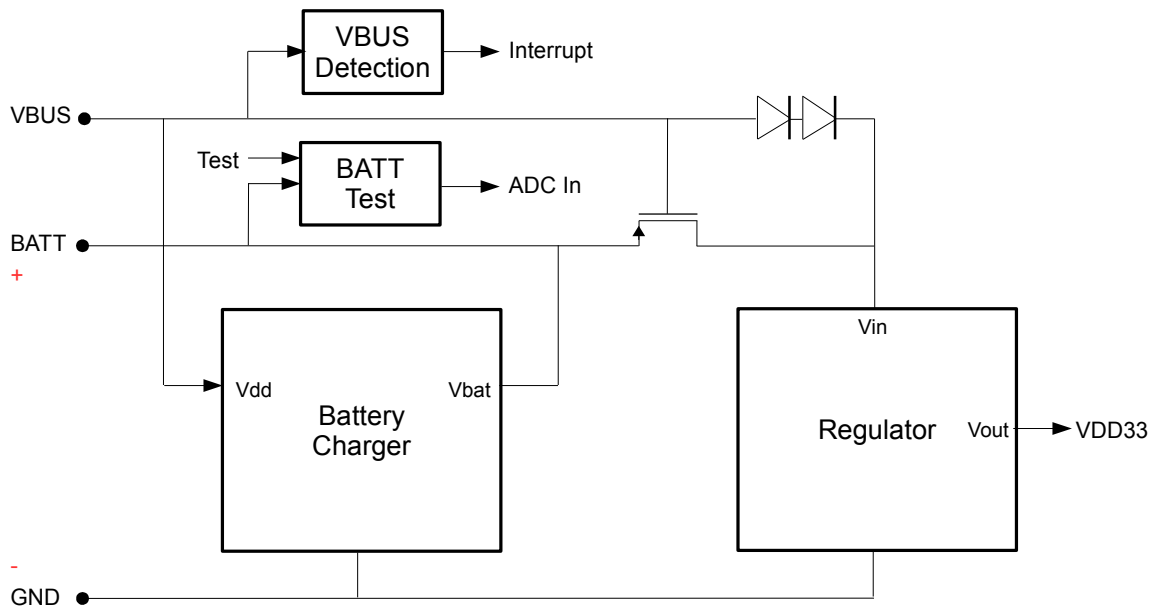 VBUS
Detection
Interrupt
VBUS
Test
BATT
Test
ADC In
BATT
+
Vin
Vdd
Vbat
Battery
Charger
Regulator
Vout
VDD33
-
GND